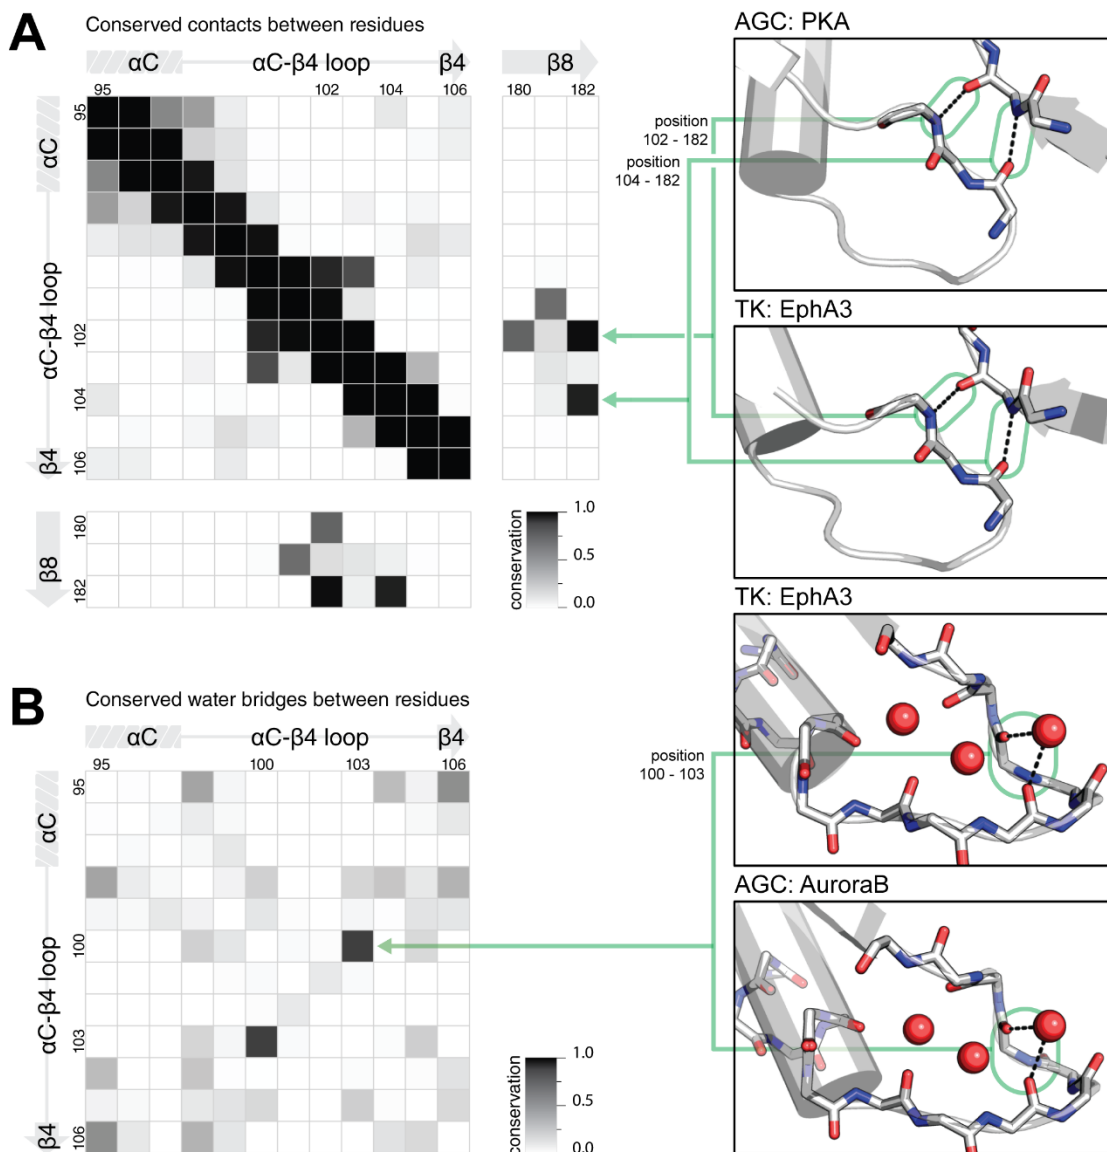 A
Conserved contacts between residues
αC
αC-β4 loop
β4
β8
95
102
104
106
180
182
95
αC
αC-β4 loop
102
104
β4
106
β8
180
182
conservation
1.0
0.5
0.0
AGC: PKA
position
102 - 182
position
104 - 182
TK: EphA3
TK: EphA3
position
100 - 103
AGC: AuroraB
B
Conserved water bridges between residues
αC
αC-β4 loop
β4
95
100
103
106
95
αC
αC-β4 loop
100
103
β4
106
conservation
1.0
0.5
0.0